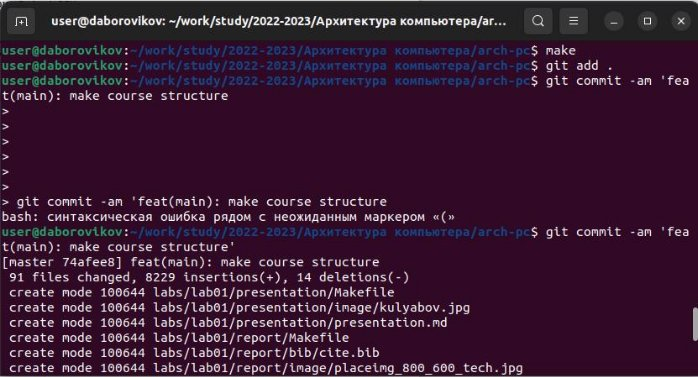 user@daborovikov: ~/work/study/2022-2023/Архитектура компьютера/ar...
user@daborovikov:~/work/study/2022-2023/Архитектура компьютера/arch-pc$ make
user@daborovikov:~/work/study/2022-2023/Архитектура компьютера/arch-pc$ git add .
user@daborovikov:~/work/study/2022-2023/Архитектура компьютера/arch-pc$ git commit -am 'fea
t(main): make course structure
>
>
>
>
>
> git commit -am 'feat(main): make course structure
bash: синтаксическая ошибка рядом с неожиданным маркером «(»
user@daborovikov:~/work/study/2022-2023/Архитектура компьютера/arch-pc$ git commit -am 'fea
t(main): make course structure'
[master 74afee8] feat(main): make course structure
 91 files changed, 8229 insertions(+), 14 deletions(-)
 create mode 100644 labs/lab01/presentation/Makefile
 create mode 100644 labs/lab01/presentation/image/kulyabov.jpg
 create mode 100644 labs/lab01/presentation/presentation.md
 create mode 100644 labs/lab01/report/Makefile
 create mode 100644 labs/lab01/report/bib/cite.bib
 create mode 100644 labs/lab01/report/image/placeimg_800_600_tech.jpg